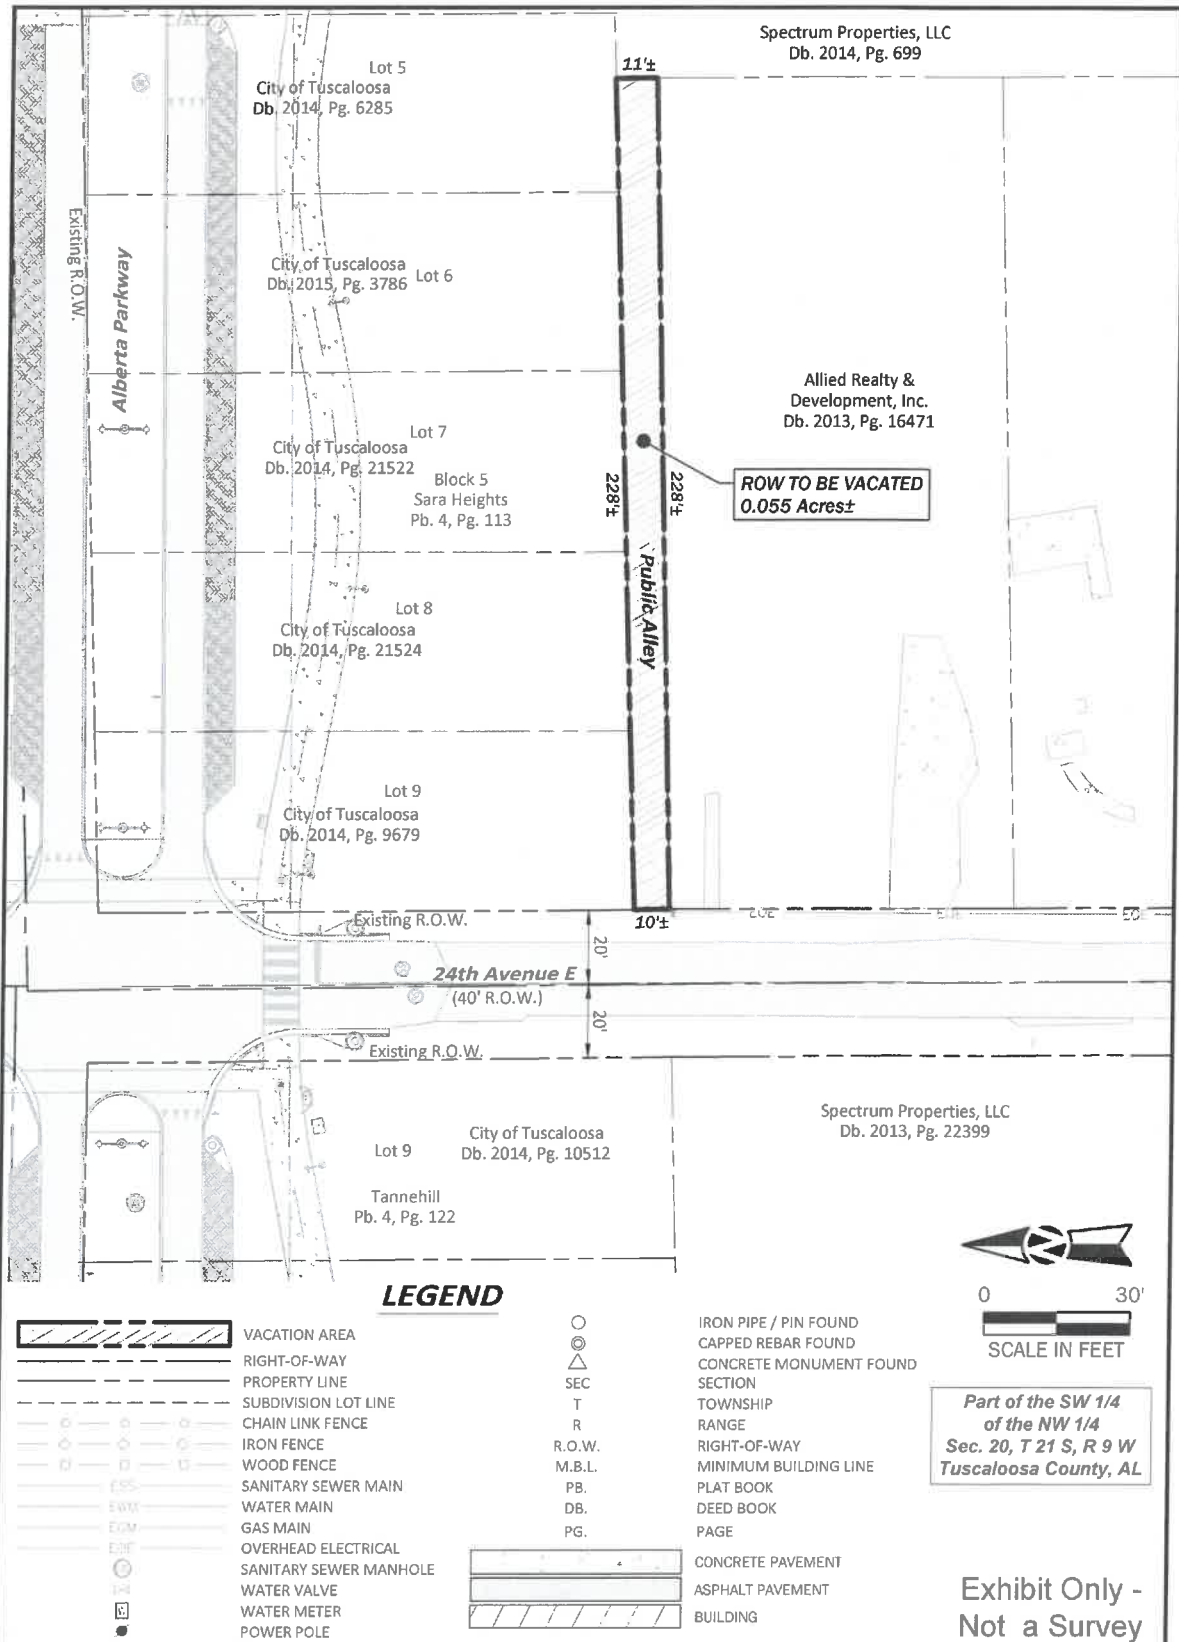 Spectrum Properties, LLC
Db. 2014, Pg. 699
11'±
Lot 5
City of Tuscaloosa
Db. 2014, Pg. 6285
Existing R.O.W.
Alberta Parkway
City of Tuscaloosa
Db. 2015, Pg. 3786
Lot 6
Allied Realty &
Development, Inc.
Db. 2013, Pg. 16471
Lot 7
City of Tuscaloosa
Db. 2014, Pg. 21522
Block 5
Sara Heights
Pb. 4, Pg. 113
228'±
228'±
ROW TO BE VACATED
0.055 Acres±
Public Alley
Lot 8
City of Tuscaloosa
Db. 2014, Pg. 21524
Lot 9
City of Tuscaloosa
Db. 2014, Pg. 9679
10'±
Existing R.O.W.
20'
24th Avenue E
(40' R.O.W.)
20'
Existing R.O.W.
Spectrum Properties, LLC
Db. 2013, Pg. 22399
City of Tuscaloosa
Db. 2014, Pg. 10512
Lot 9
Tannehill
Pb. 4, Pg. 122
0 30'
SCALE IN FEET
LEGEND
VACATION AREA
RIGHT-OF-WAY
PROPERTY LINE
SUBDIVISION LOT LINE
CHAIN LINK FENCE
IRON FENCE
WOOD FENCE
ESS SANITARY SEWER MAIN
EWM WATER MAIN
EGM GAS MAIN
EOE OVERHEAD ELECTRICAL
SANITARY SEWER MANHOLE
WATER VALVE
WATER METER
POWER POLE
IRON PIPE / PIN FOUND
CAPPED REBAR FOUND
CONCRETE MONUMENT FOUND
SEC SECTION
T TOWNSHIP
R RANGE
R.O.W. RIGHT-OF-WAY
M.B.L. MINIMUM BUILDING LINE
PB. PLAT BOOK
DB. DEED BOOK
PG. PAGE
CONCRETE PAVEMENT
ASPHALT PAVEMENT
BUILDING
Part of the SW 1/4
of the NW 1/4
Sec. 20, T 21 S, R 9 W
Tuscaloosa County, AL
Exhibit Only -
Not a Survey